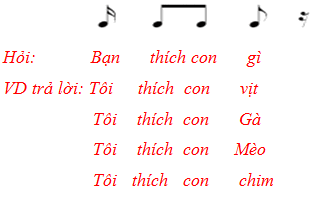 Hỏi: Bạn thích con gì
VD trả lời: Tôi thích con vịt
Tôi thích con Gà
Tôi thích con Mèo
Tôi thích con chim